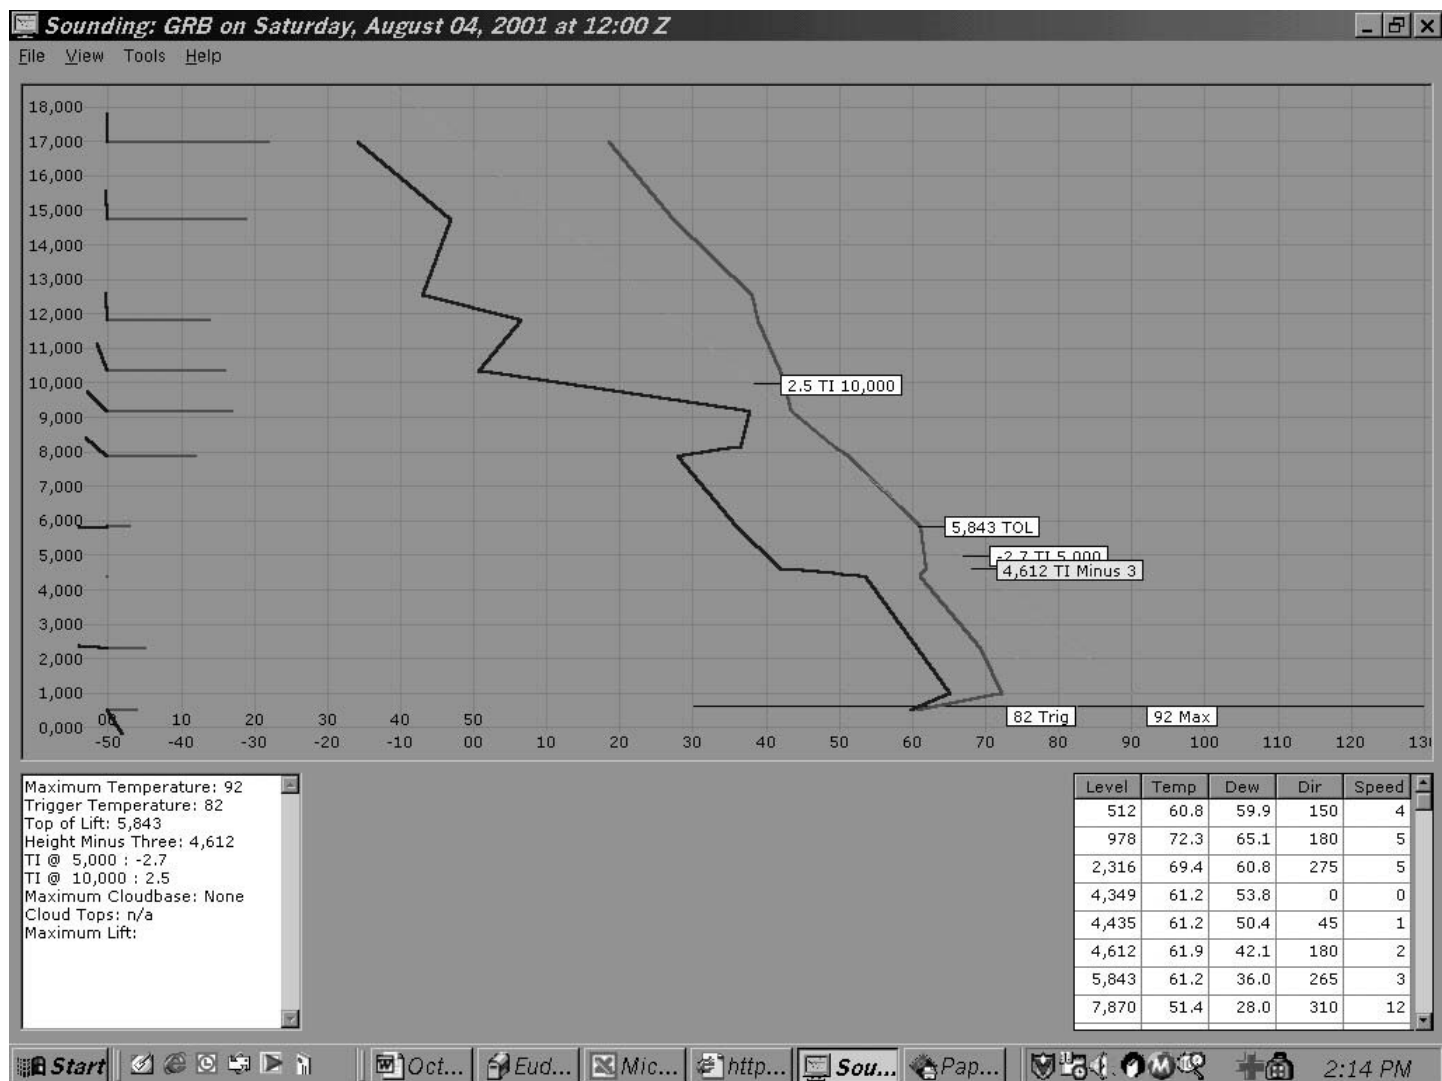 Sounding: GRB on Saturday, August 04, 2001 at 12:00 Z
File View Tools Help
18,000
17,000
16,000
15,000
14,000
13,000
12,000
11,000
10,000
2.5 TI 10,000
9,000
8,000
7,000
6,000
5,843 TOL
5,000
-2.7 TI 5,000
4,612 TI Minus 3
4,000
3,000
2,000
1,000
0,000
00 10 20 30 40 50
82 Trig 92 Max
-50 -40 -30 -20 -10 00 10 20 30 40 50 60 70 80 90 100 110 120 130
Maximum Temperature: 92
Trigger Temperature: 82
Top of Lift: 5,843
Height Minus Three: 4,612
TI @ 5,000 : -2.7
TI @ 10,000 : 2.5
Maximum Cloudbase: None
Cloud Tops: n/a
Maximum Lift:
Level Temp Dew Dir Speed
512 60.8 59.9 150 4
978 72.3 65.1 180 5
2,316 69.4 60.8 275 5
4,349 61.2 53.8 0 0
4,435 61.2 50.4 45 1
4,612 61.9 42.1 180 2
5,843 61.2 36.0 265 3
7,870 51.4 28.0 310 12
Start Oct... Eud... Mic... http... Sou... Pap... 2:14 PM